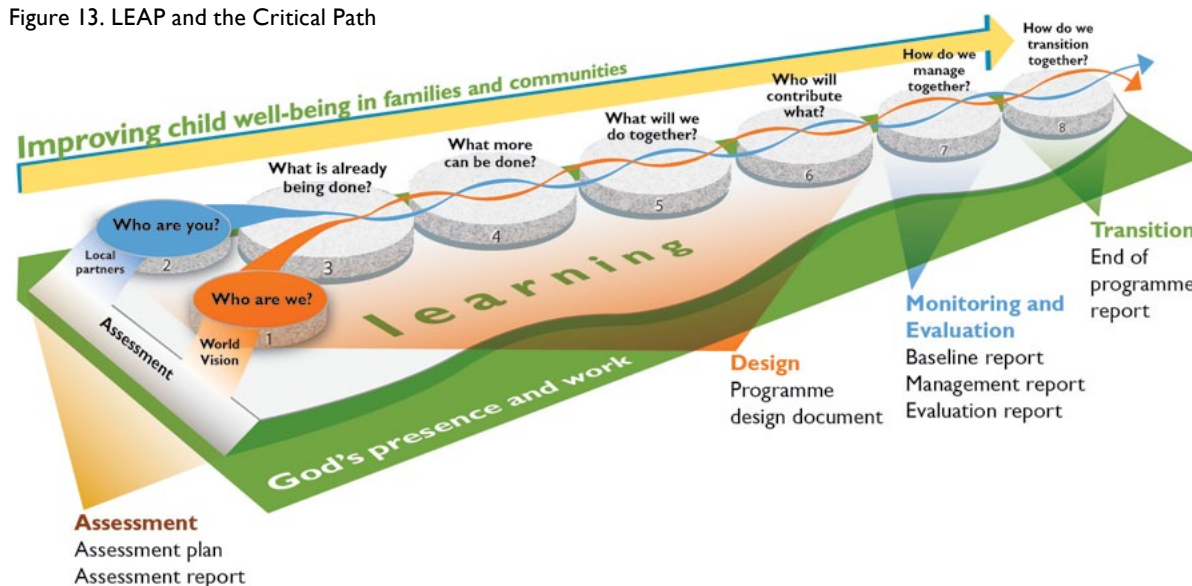 Figure 13. LEAP and the Critical Path
Improving child well-being in families and communities
Who are we?
1
World
Vision
Who are you?
2
Local
partners
What is already
being done?
3
What more
can be done?
4
What will we
do together?
5
Who will
contribute
what?
6
How do we
manage
together?
7
How do we
transition
together?
8
learning
Assessment
God's presence and work
Assessment
Assessment plan
Assessment report
Design
Programme
design document
Monitoring and
Evaluation
Baseline report
Management report
Evaluation report
Transition
End of
programme
report